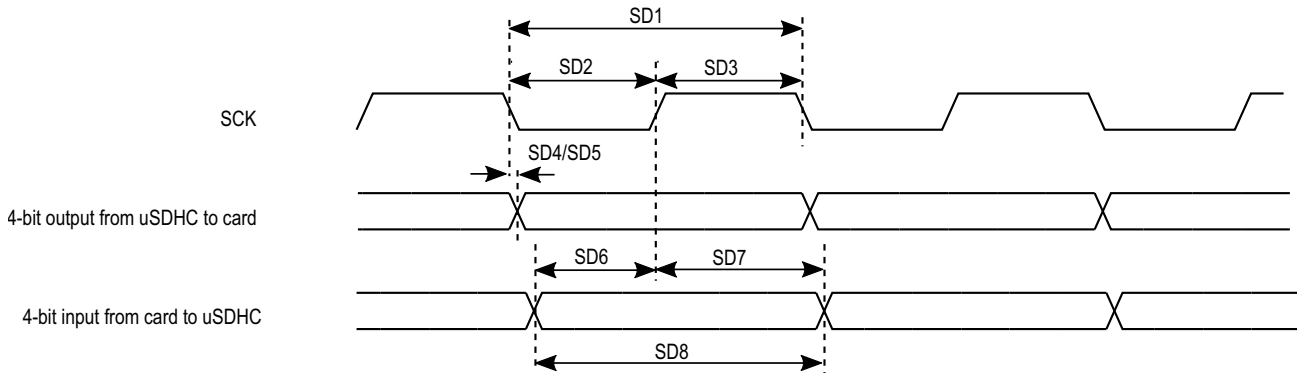 SD1
SD2
SD3
SCK
SD4/SD5
4-bit output from uSDHC to card
SD6
SD7
4-bit input from card to uSDHC
SD8